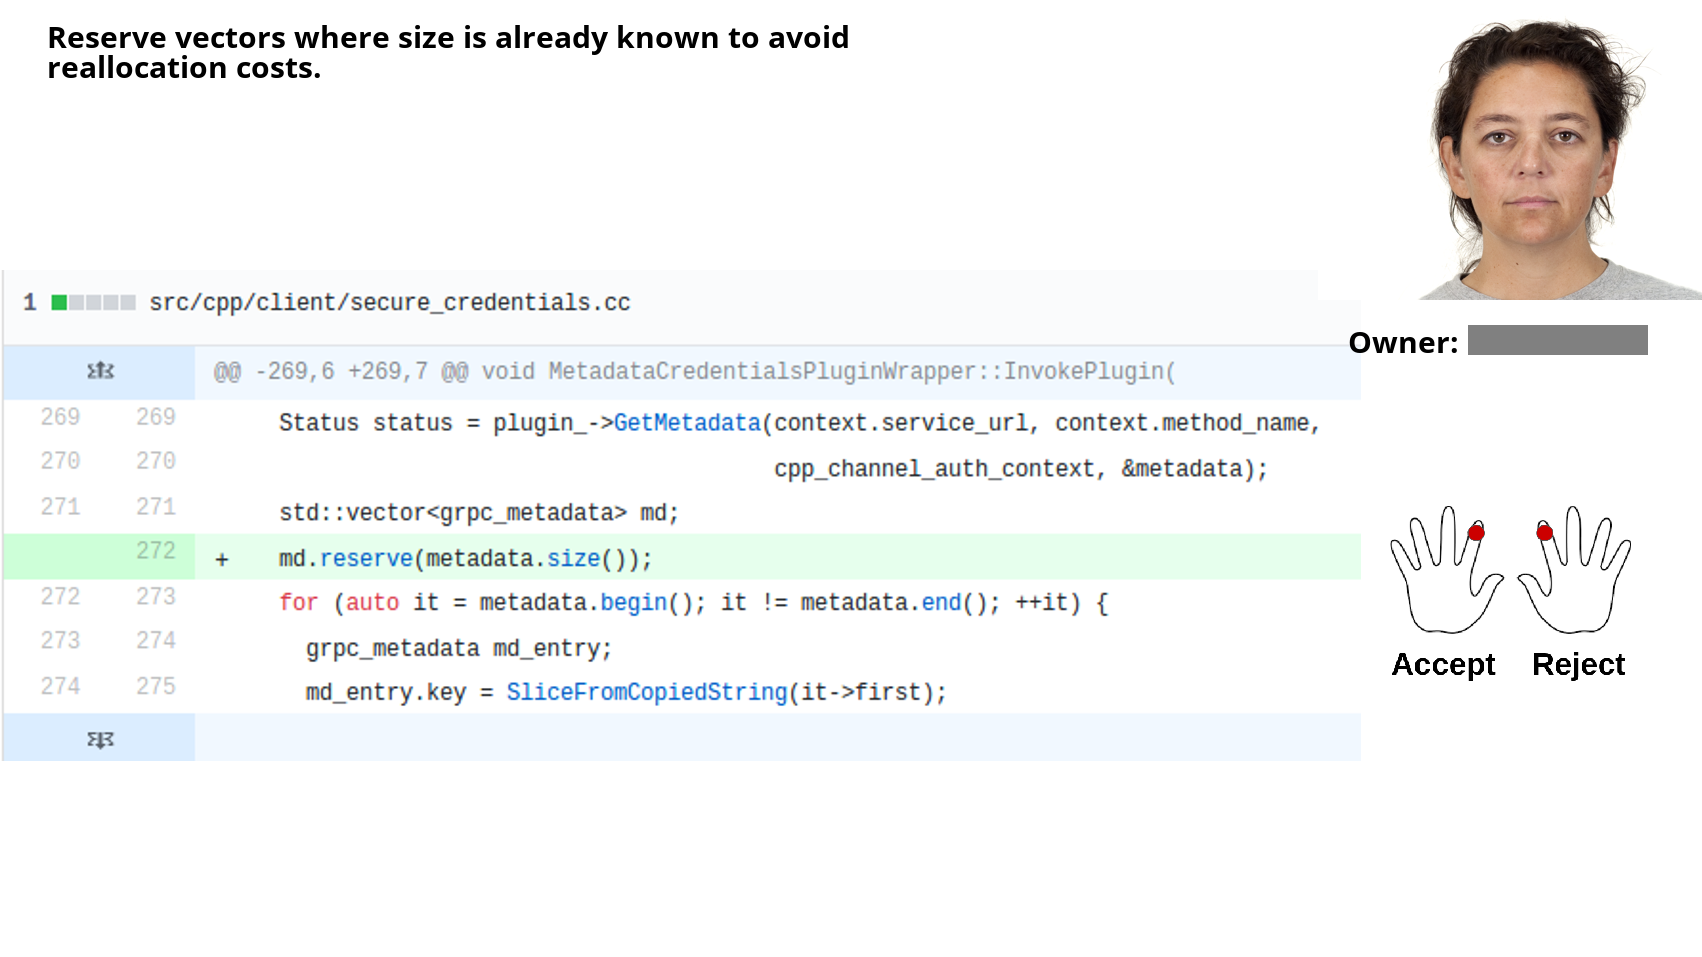 Reserve vectors where size is already known to avoid
reallocation costs.
1 src/cpp/client/secure_credentials.cc
@@ -269,6 +269,7 @@ void MetadataCredentialsPluginWrapper::InvokePlugin(
269 269 Status status = plugin_->GetMetadata(context.service_url, context.method_name,
270 270 cpp_channel_auth_context, &metadata);
271 271 std::vector<grpc_metadata> md;
272 + md.reserve(metadata.size());
272 273 for (auto it = metadata.begin(); it != metadata.end(); ++it) {
273 274 grpc_metadata md_entry;
274 275 md_entry.key = SliceFromCopiedString(it->first);
Owner:
Accept Reject